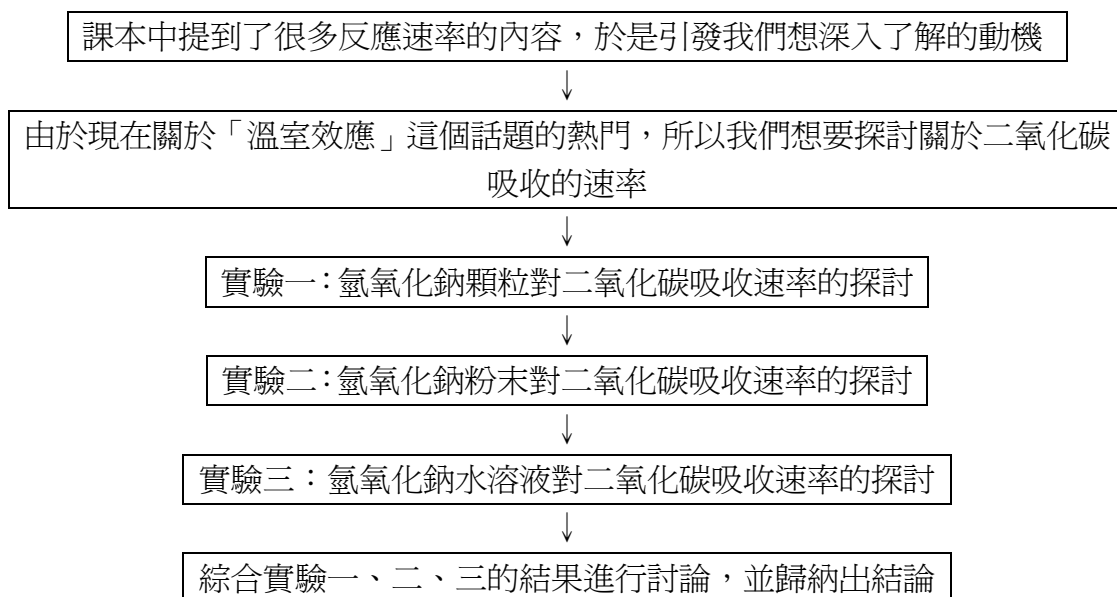 課本中提到了很多反應速率的內容，於是引發我們想深入了解的動機
↓
由於現在關於「溫室效應」這個話題的熱門，所以我們想要探討關於二氧化碳
吸收的速率
↓
實驗一：氫氧化鈉顆粒對二氧化碳吸收速率的探討
↓
實驗二：氫氧化鈉粉末對二氧化碳吸收速率的探討
↓
實驗三：氫氧化鈉水溶液對二氧化碳吸收速率的探討
↓
綜合實驗一、二、三的結果進行討論，並歸納出結論